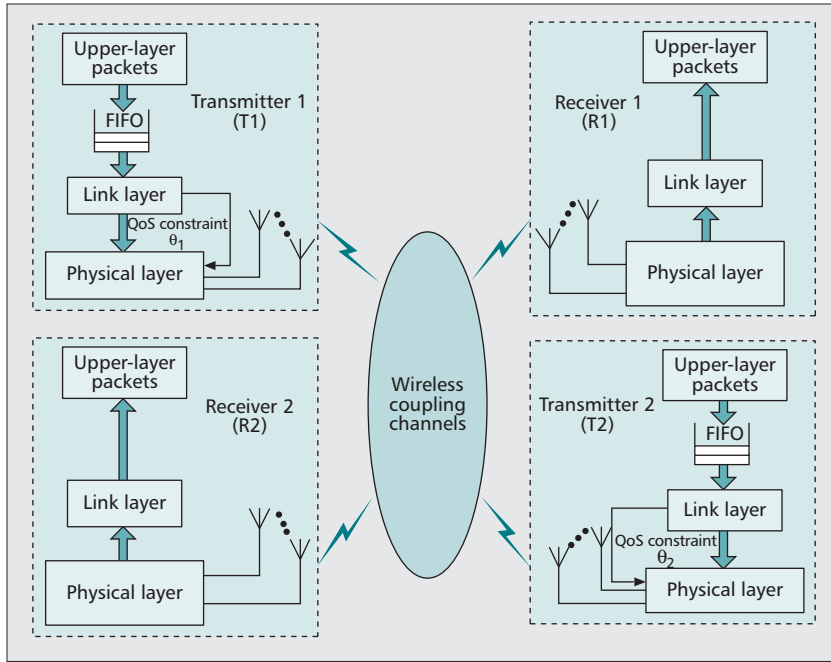 Upper-layer
packets
FIFO
Transmitter 1
(T1)
Link layer
QoS constraint
θ1
Physical layer
Receiver 1
(R1)
Upper-layer
packets
Link layer
Physical layer
Wireless
coupling
channels
Upper-layer
packets
Receiver 2
(R2)
Link layer
Physical layer
Transmitter 2
(T2)
Upper-layer
packets
FIFO
Link layer
QoS constraint
θ2
Physical layer